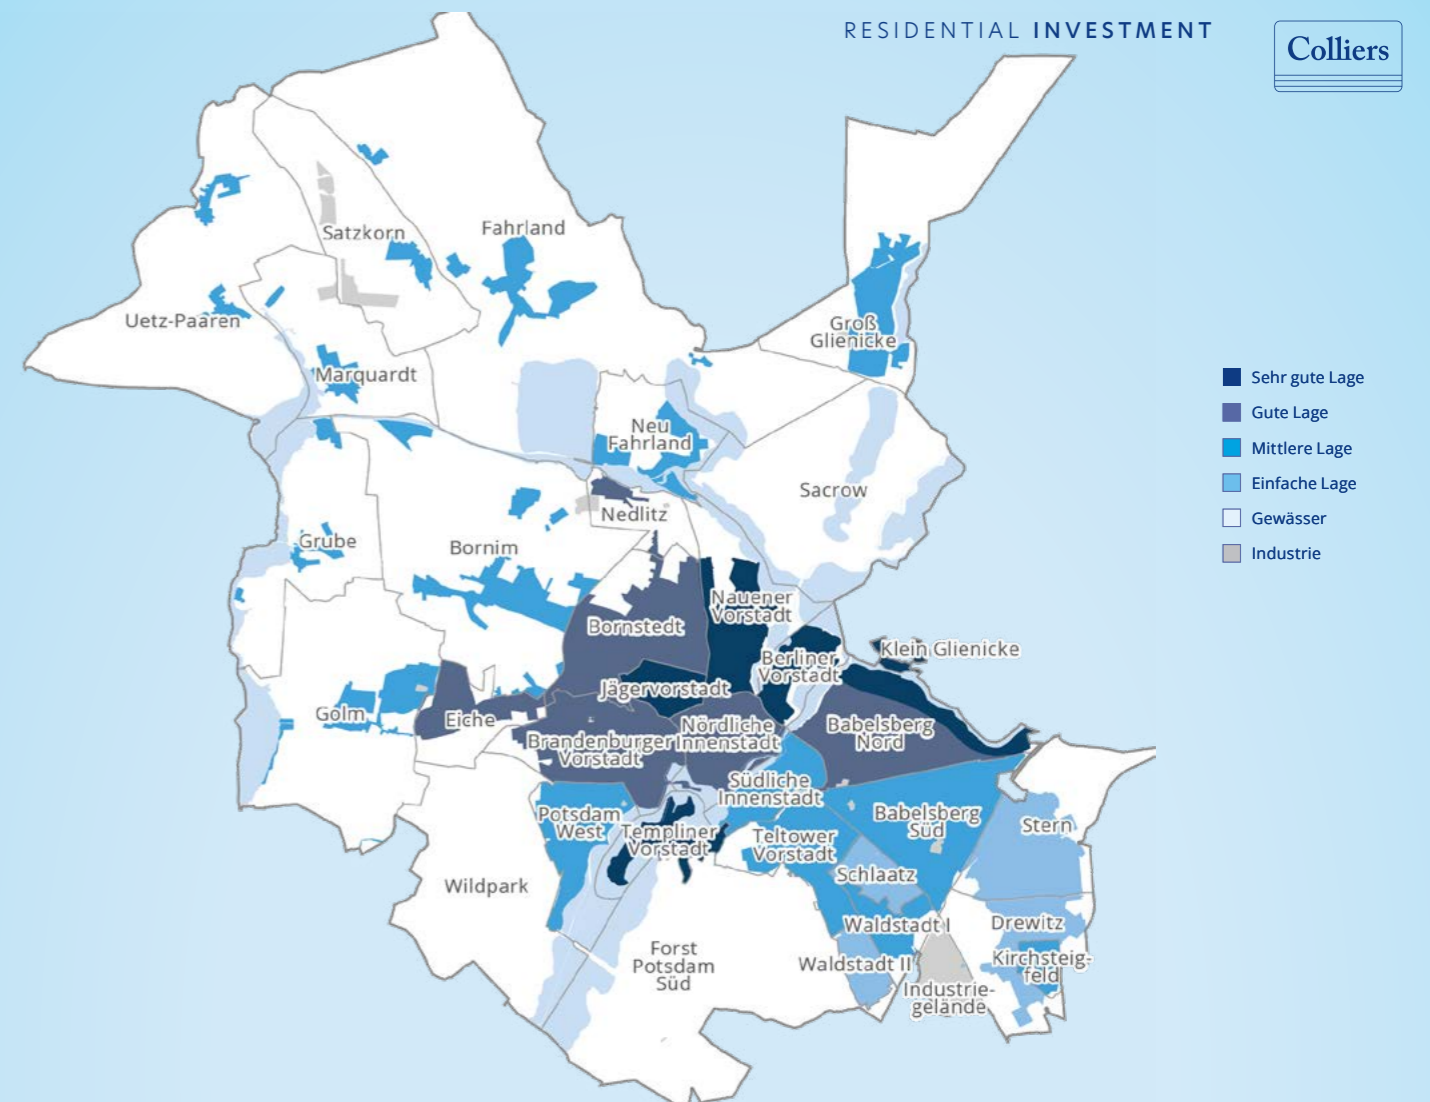 RESIDENTIAL INVESTMENT
Colliers
Satzkorn
Fahrland
Uetz-Paaren
Groß
Glienicke
Marquardt
Neu
Fahrland
Sacrow
Nedlitz
Grube
Bornim
Nauener
Vorstadt
Bornstedt
Klein Glienicke
Berliner
Vorstadt
Jägervorstadt
Golm
Eiche
Nördliche
Innenstadt
Babelsberg
Nord
Brandenburger
Vorstadt
Südliche
Innenstadt
Potsdam
West
Templiner
Vorstadt
Teltower
Vorstadt
Babelsberg
Süd
Stern
Schlaatz
Wildpark
Waldstadt I
Drewitz
Forst
Potsdam
Süd
Waldstadt II
Kirchsteig-
feld
Industrie-
gelände
Sehr gute Lage
Gute Lage
Mittlere Lage
Einfache Lage
Gewässer
Industrie